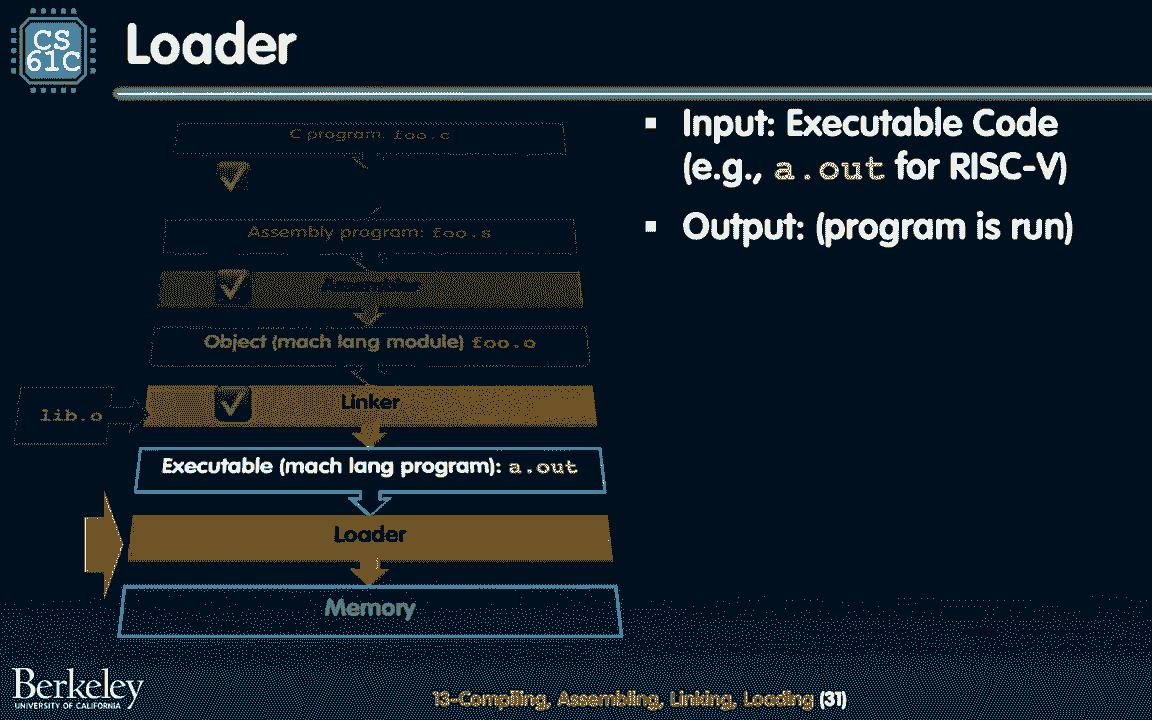 CS
61C
Loader
C program: foo.c
Assembly program: foo.s
Object (mach lang module) foo.o
lib.o
Linker
Executable (mach lang program): a.out
Loader
Memory
▪ Input: Executable Code
(e.g., a.out for RISC-V)
▪ Output: (program is run)
Berkeley
UNIVERSITY OF CALIFORNIA
13-Compiling, Assembling, Linking, Loading (31)